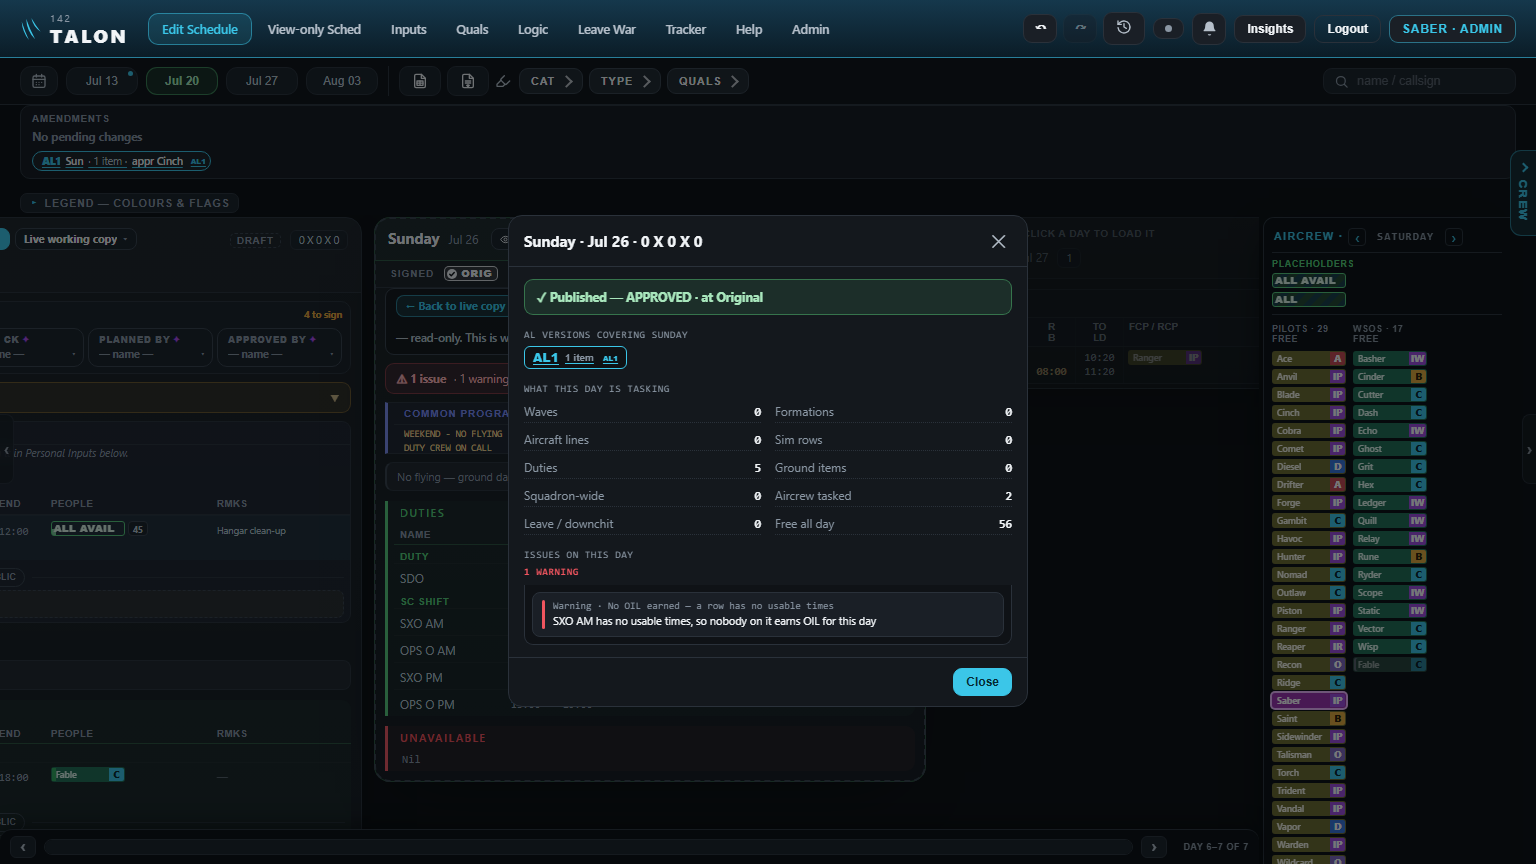 142
TALON
Edit Schedule
View-only Sched
Inputs
Quals
Logic
Leave War
Tracker
Help
Admin
Insights
Logout
SABER · ADMIN
Jul 13
Jul 20
Jul 27
Aug 03
CAT
TYPE
QUALS
name / callsign
AMENDMENTS
No pending changes
AL1 Sun · 1 item · appr Cinch AL1
LEGEND — COLOURS & FLAGS
CREW
Live working copy
DRAFT
0X0X0
4 to sign
CK
PLANNED BY
— name —
APPROVED BY
— name —
in Personal Inputs below.
END
PEOPLE
RMKS
12:00
ALL AVAIL
45
Hangar clean-up
PEOPLE
RMKS
18:00
Fable C
—
Sunday Jul 26
SIGNED
ORIG
← Back to live copy
— read-only. This is w
1 issue · 1 warning
COMMON PROGRA
WEEKEND - NO FLYING
DUTY CREW ON CALL
No flying — ground da
DUTIES
NAME
DUTY
SDO
SC SHIFT
SXO AM
OPS O AM
SXO PM
OPS O PM
UNAVAILABLE
Nil
Sunday · Jul 26 · 0 X 0 X 0
✓ Published — APPROVED · at Original
AL VERSIONS COVERING SUNDAY
AL1 1 item AL1
WHAT THIS DAY IS TASKING
Waves 0
Formations 0
Aircraft lines 0
Sim rows 0
Duties 5
Ground items 0
Squadron-wide 0
Aircrew tasked 2
Leave / downchit 0
Free all day 56
ISSUES ON THIS DAY
1 WARNING
Warning · No OIL earned — a row has no usable times
SXO AM has no usable times, so nobody on it earns OIL for this day
Close
LICK A DAY TO LOAD IT
27 1
R
B
TO
LD
FCP / RCP
10:20
Ranger IP
08:00 11:20
AIRCREW ·
SATURDAY
PLACEHOLDERS
ALL AVAIL
ALL
PILOTS · 29
FREE
WSOS · 17
FREE
Ace A
Basher IW
Anvil IP
Cinder B
Blade IP
Cutter C
Cinch IP
Dash C
Cobra IP
Echo IW
Comet IP
Ghost C
Diesel D
Grit C
Drifter A
Hex C
Forge IP
Ledger IW
Gambit C
Quill IW
Havoc IP
Relay IW
Hunter IP
Rune B
Nomad C
Ryder C
Outlaw C
Scope IW
Piston IP
Static IW
Ranger IP
Vector C
Reaper IR
Wisp C
Recon O
Fable C
Ridge C
Saber IP
Saint B
Sidewinder IP
Talisman O
Torch C
Trident IP
Vandal IP
Vapor D
Warden IP
Wildcard O
DAY 6–7 OF 7